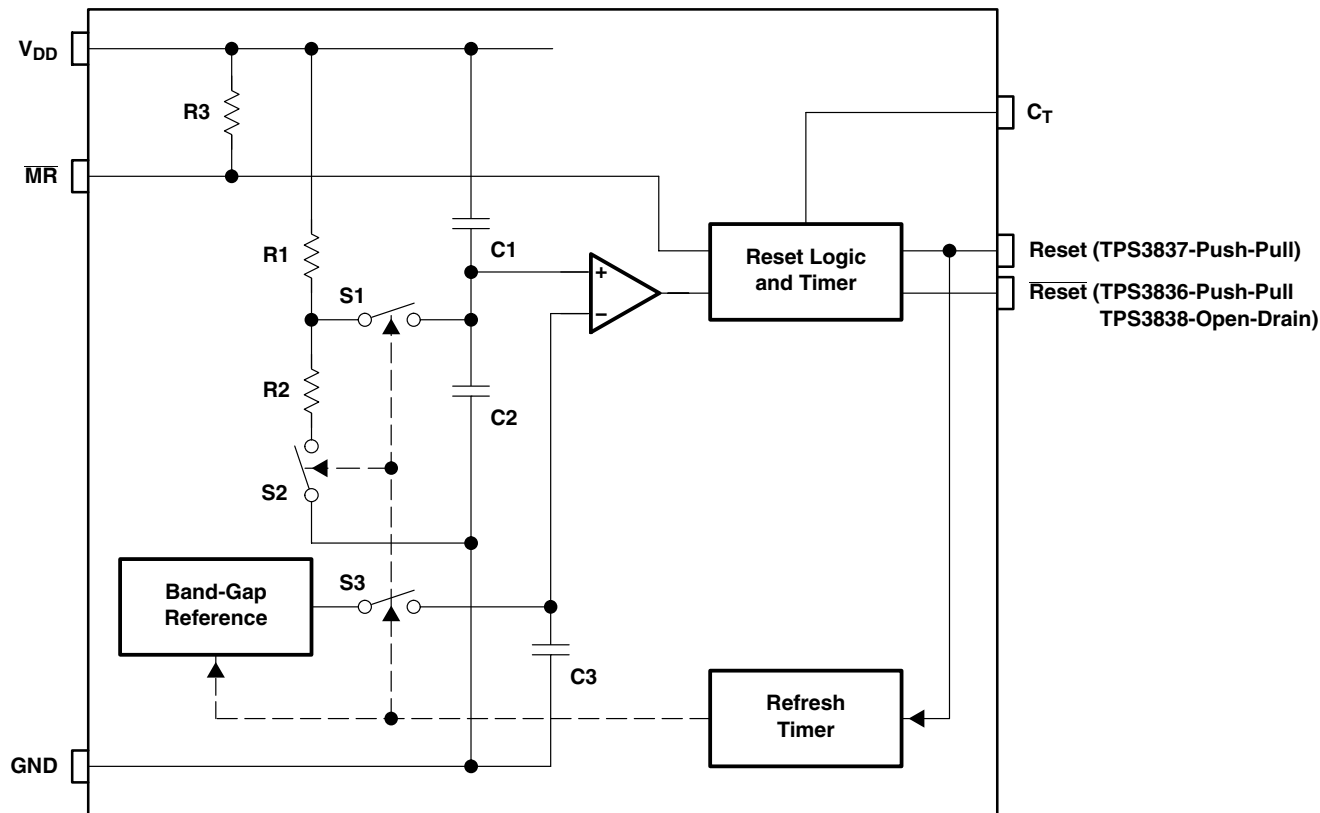 VDD
R3
CT
MR
R1
C1
Reset Logic
and Timer
Reset (TPS3837-Push-Pull)
S1
+
−
Reset (TPS3836-Push-Pull
TPS3838-Open-Drain)
R2
C2
S2
Band-Gap
Reference
S3
C3
Refresh
Timer
GND